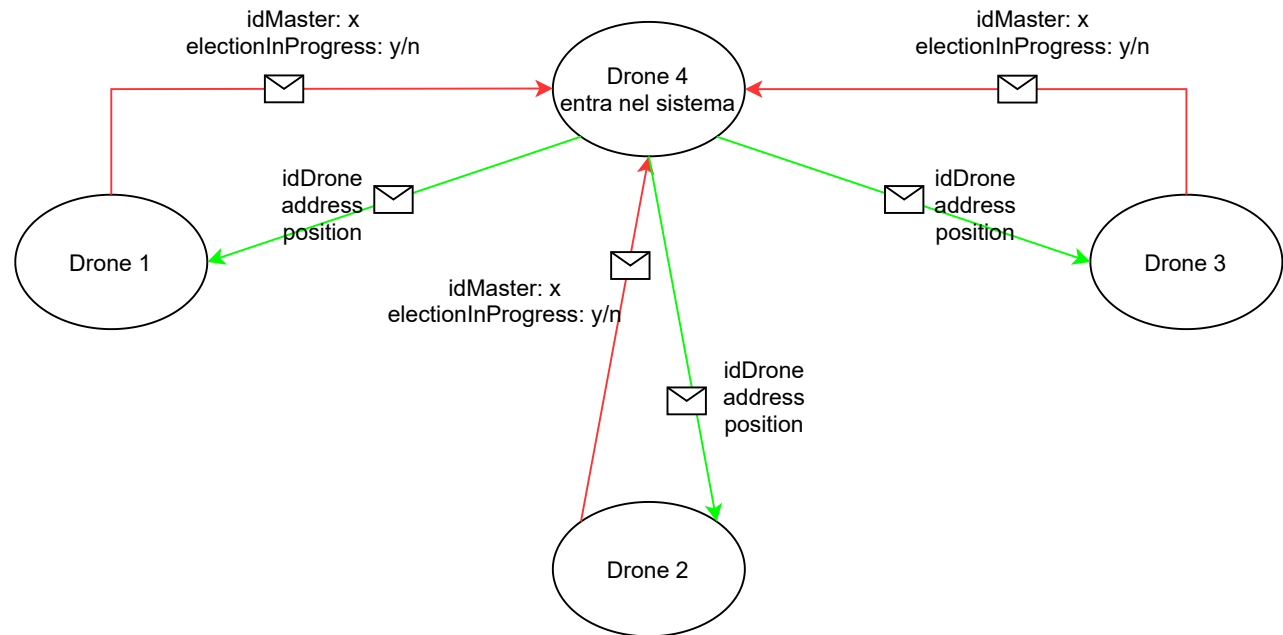 idMaster: x
electionInProgress: y/n
idMaster: x
electionInProgress: y/n
Drone 4
entra nel sistema
idDrone
address
position
idDrone
address
position
Drone 1
Drone 3
idMaster: x
electionInProgress: y/n
idDrone
address
position
Drone 2